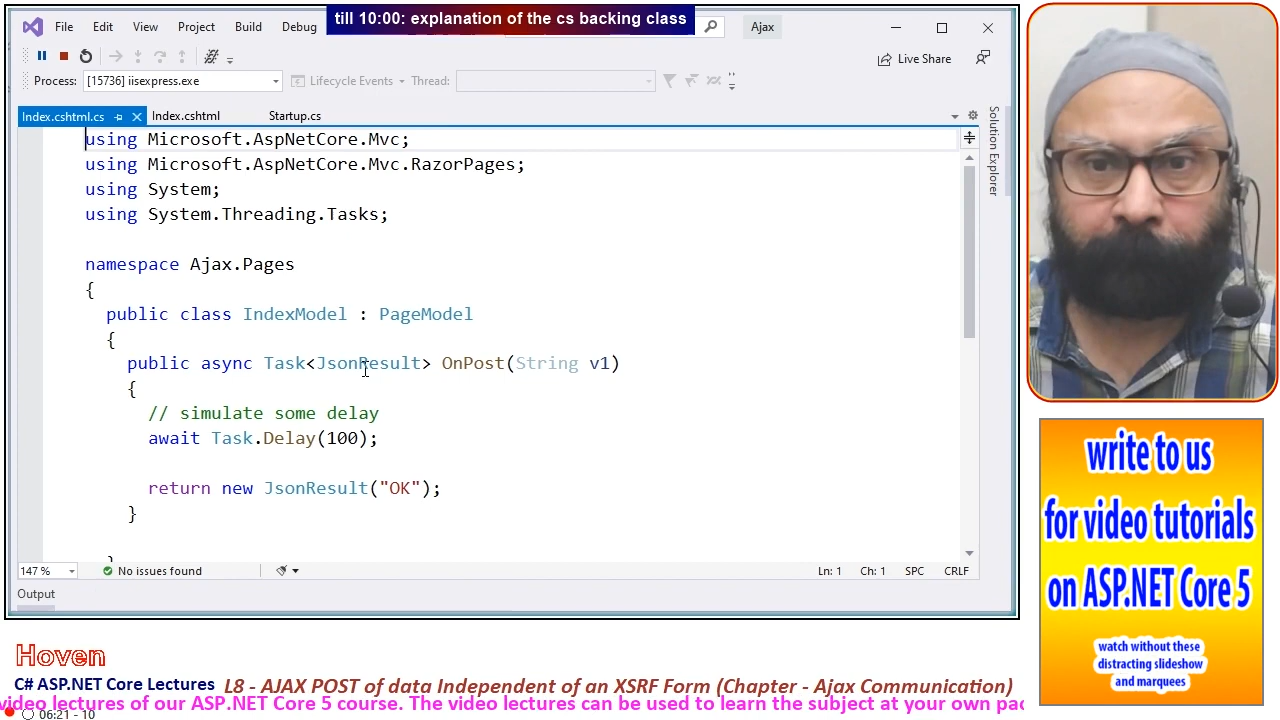 till 10:00: explanation of the cs backing class
File Edit View Project Build Debug
Ajax
Process: [15736] iisexpress.exe Lifecycle Events Thread:
Live Share
Index.cshtml.cs Index.cshtml Startup.cs
Solution Explorer
using Microsoft.AspNetCore.Mvc;
using Microsoft.AspNetCore.Mvc.RazorPages;
using System;
using System.Threading.Tasks;
namespace Ajax.Pages
{
public class IndexModel : PageModel
{
public async Task<JsonResult> OnPost(String v1)
{
// simulate some delay
await Task.Delay(100);
return new JsonResult("OK");
}
}
147 % No issues found Ln: 1 Ch: 1 SPC CRLF
Output
write to us
for video tutorials
on ASP.NET Core 5
watch without these
distracting slideshow
and marquees
Hoven
C# ASP.NET Core Lectures L8 - AJAX POST of data Independent of an XSRF Form (Chapter - Ajax Communication)
video lectures of our ASP.NET Core 5 course. The video lectures can be used to learn the subject at your own
06:21 - 10